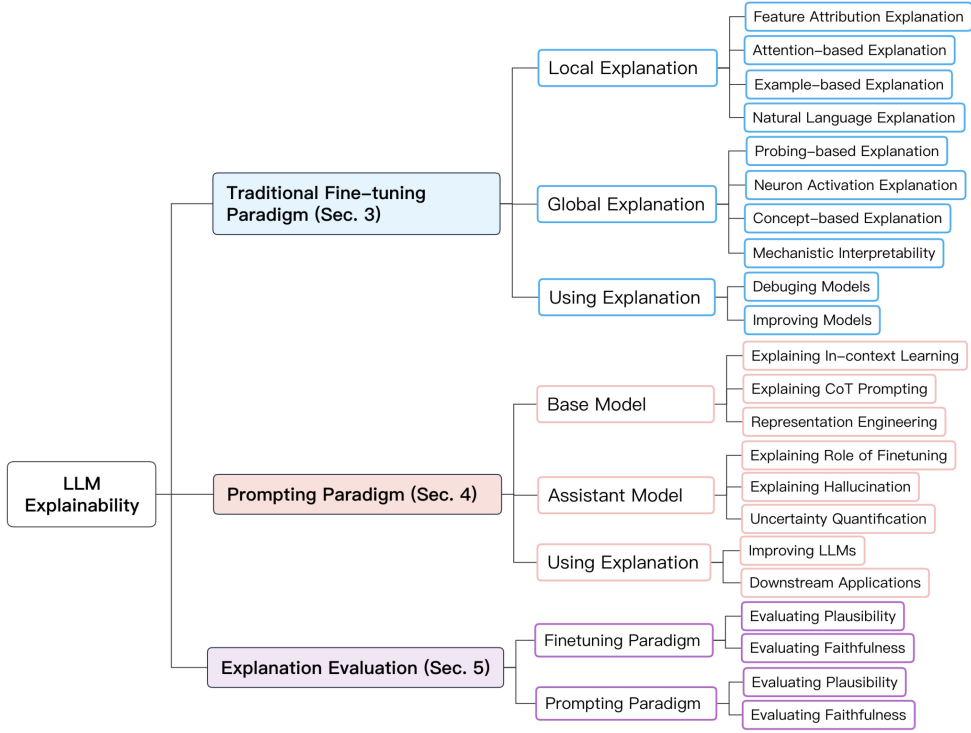 LLM
Explainability
Traditional Fine-tuning
Paradigm (Sec. 3)
Local Explanation
Feature Attribution Explanation
Attention-based Explanation
Example-based Explanation
Natural Language Explanation
Global Explanation
Probing-based Explanation
Neuron Activation Explanation
Concept-based Explanation
Mechanistic Interpretability
Using Explanation
Debuging Models
Improving Models
Prompting Paradigm (Sec. 4)
Base Model
Explaining In-context Learning
Explaining CoT Prompting
Representation Engineering
Assistant Model
Explaining Role of Finetuning
Explaining Hallucination
Uncertainty Quantification
Using Explanation
Improving LLMs
Downstream Applications
Explanation Evaluation (Sec. 5)
Finetuning Paradigm
Evaluating Plausibility
Evaluating Faithfulness
Prompting Paradigm
Evaluating Plausibility
Evaluating Faithfulness